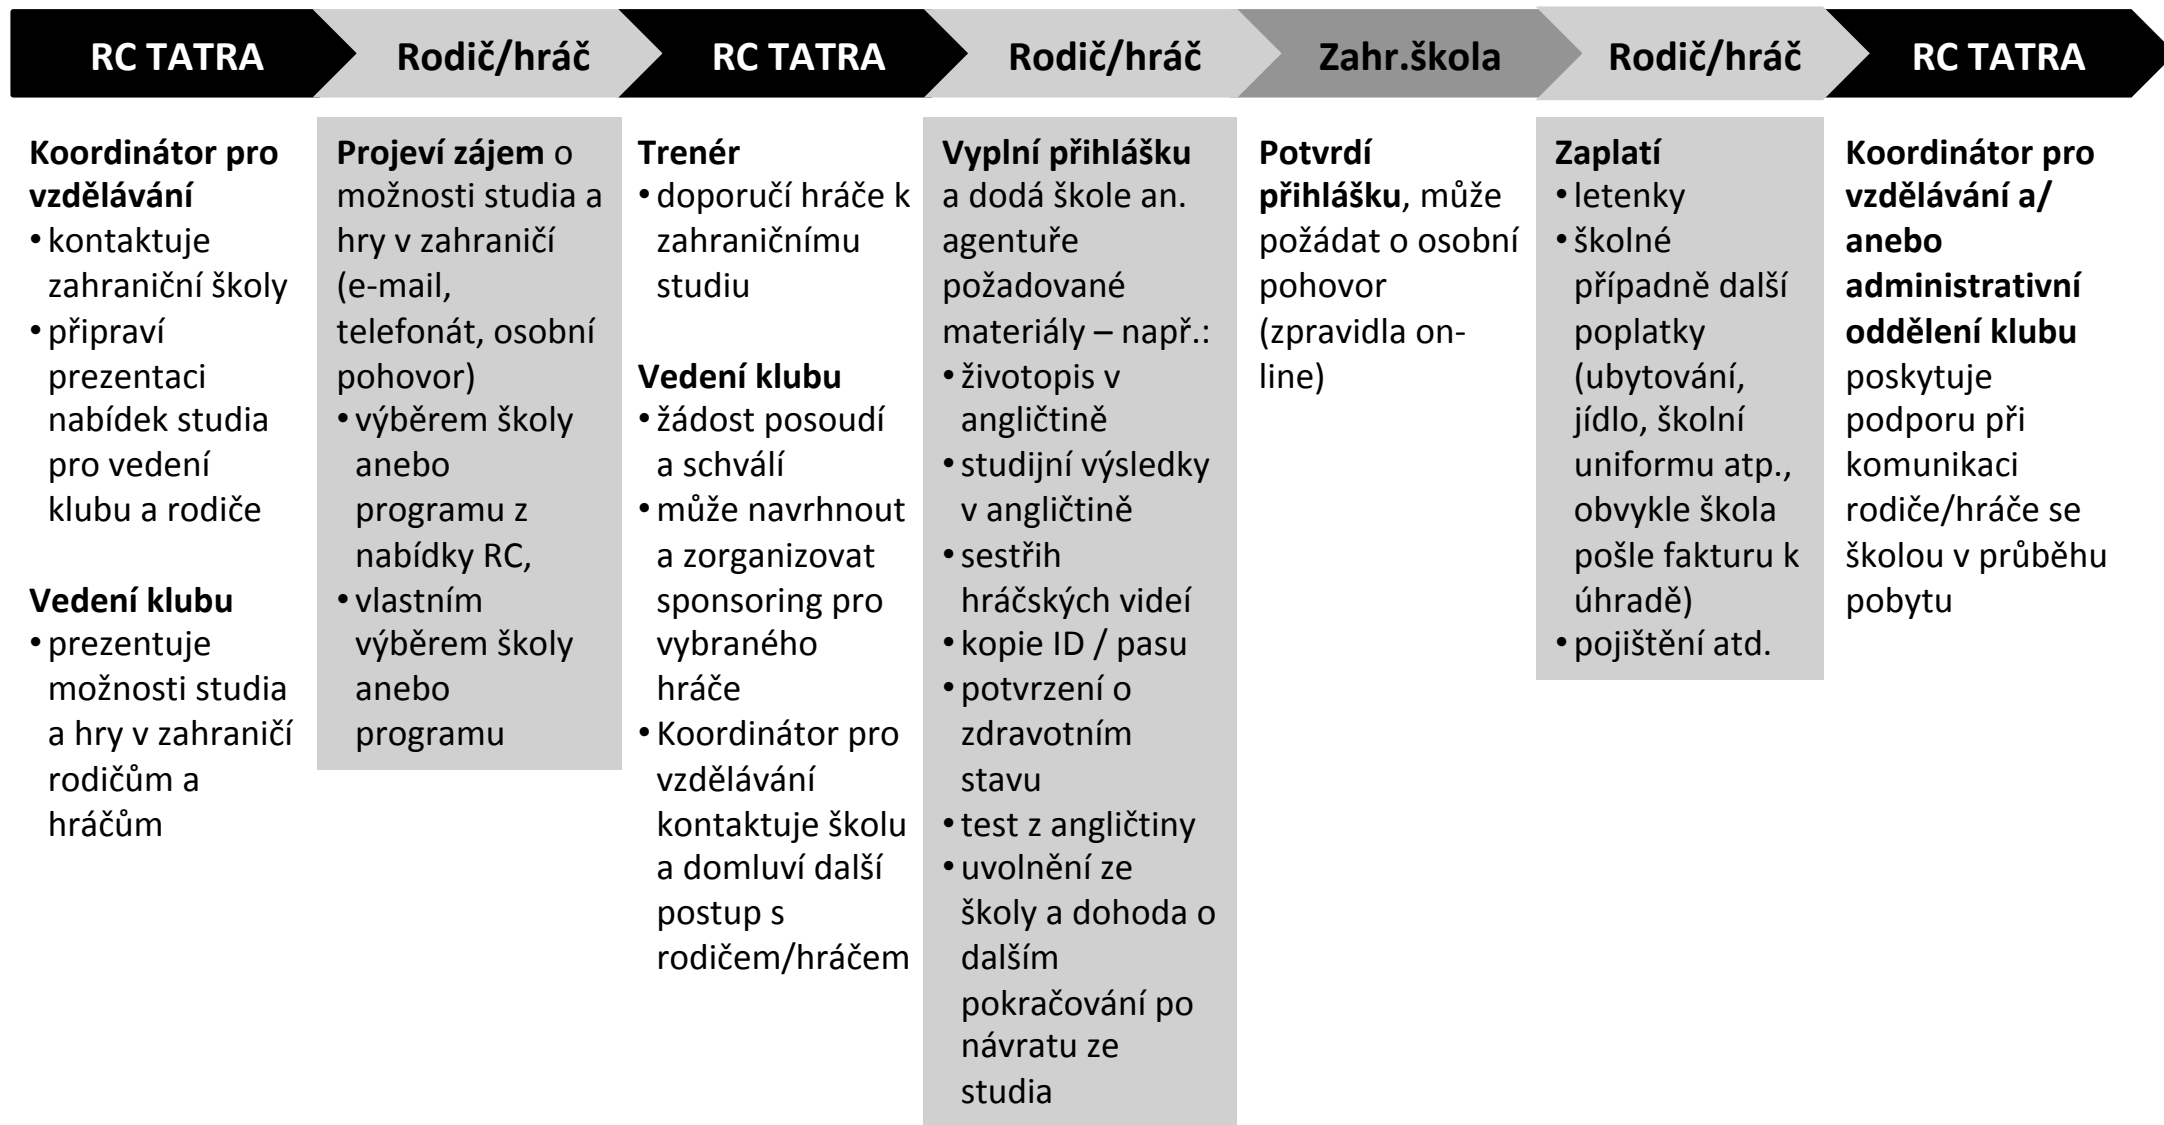 RC TATRA
Rodič/hráč
RC TATRA
Rodič/hráč
Zahr.škola
Rodič/hráč
RC TATRA
Koordinátor pro
vzdělávání
• kontaktuje
zahraniční školy
• připraví
prezentaci
nabídek studia
pro vedení
klubu a rodiče
Vedení klubu
• prezentuje
možnosti studia
a hry v zahraničí
rodičům a
hráčům
Projeví zájem o
možnosti studia a
hry v zahraničí
(e-mail,
telefonát, osobní
pohovor)
• výběrem školy
anebo
programu z
nabídky RC,
• vlastním
výběrem školy
anebo
programu
Trenér
• doporučí hráče k
zahraničnímu
studiu
Vedení klubu
• žádost posoudí
a schválí
• může navrhnout
a zorganizovat
sponsoring pro
vybraného
hráče
• Koordinátor pro
vzdělávání
kontaktuje školu
a domluví další
postup s
rodičem/hráčem
Vyplní přihlášku
a dodá škole an.
agentuře
požadované
materiály – např.:
• životopis v
angličtině
• studijní výsledky
v angličtině
• sestřih
hráčských videí
• kopie ID / pasu
• potvrzení o
zdravotním
stavu
• test z angličtiny
• uvolnění ze
školy a dohoda o
dalším
pokračování po
návratu ze
studia
Potvrdí
přihlášku, může
požádat o osobní
pohovor
(zpravidla on-
line)
Zaplatí
• letenky
• školné
případně další
poplatky
(ubytování,
jídlo, školní
uniformu atp.,
obvykle škola
pošle fakturu k
úhradě)
• pojištění atd.
Koordinátor pro
vzdělávání a/
anebo
administrativní
oddělení klubu
poskytuje
podporu při
komunikaci
rodiče/hráče se
školou v průběhu
pobytu